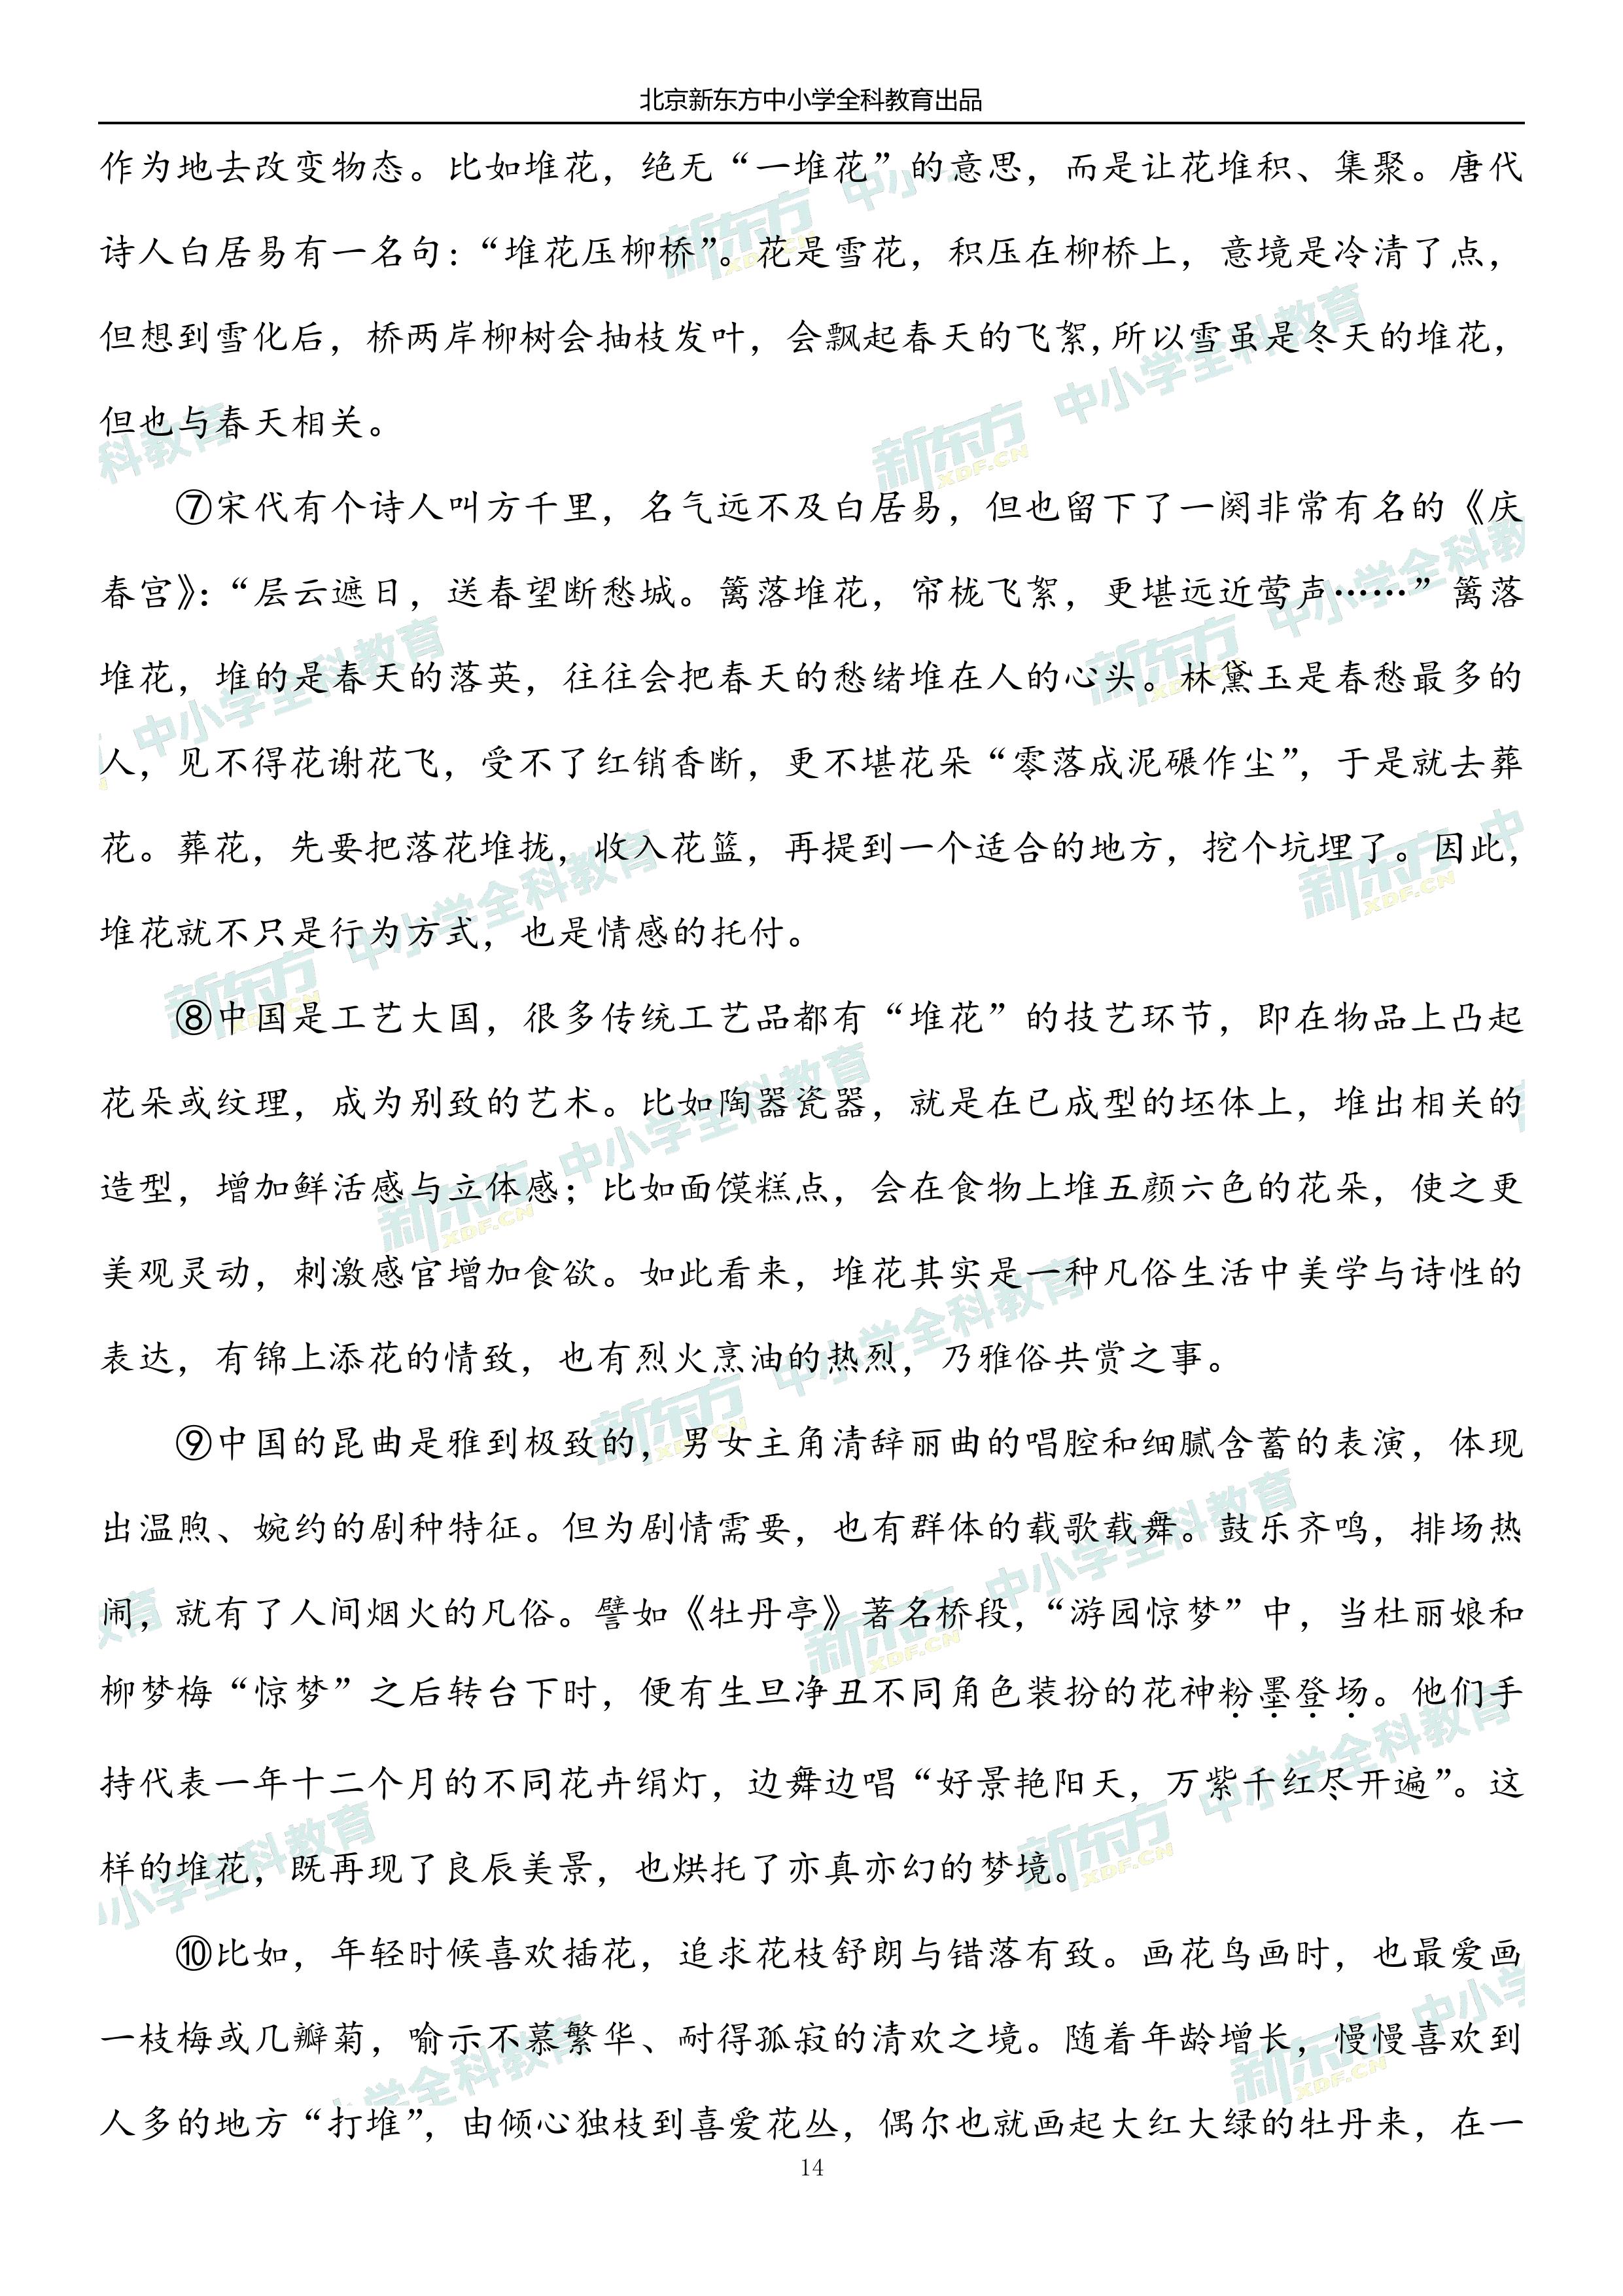 北京新东方中小学全科教育出品
作为地去改变物态。比如堆花，绝无“一堆花”的意思，而是让花堆积、集聚。唐代
诗人白居易有一名句：“堆花压柳桥”。花是雪花，积压在柳桥上，意境是冷清了点，
但想到雪化后，桥两岸柳树会抽枝发叶，会飘起春天的飞絮,所以雪虽是冬天的堆花，
但也与春天相关。
⑦宋代有个诗人叫方千里，名气远不及白居易，但也留下了一阕非常有名的《庆
春宫》：“层云遮日，送春望断愁城。篱落堆花，帘栊飞絮，更堪远近莺声……”篱落
堆花，堆的是春天的落英，往往会把春天的愁绪堆在人的心头。林黛玉是春愁最多的
人，见不得花谢花飞，受不了红销香断，更不堪花朵“零落成泥碾作尘”，于是就去葬
花。葬花，先要把落花堆拢，收入花篮，再提到一个适合的地方，挖个坑埋了。因此，
堆花就不只是行为方式，也是情感的托付。
⑧中国是工艺大国，很多传统工艺品都有“堆花”的技艺环节，即在物品上凸起
花朵或纹理，成为别致的艺术。比如陶器瓷器，就是在已成型的坯体上，堆出相关的
造型，增加鲜活感与立体感；比如面馍糕点，会在食物上堆五颜六色的花朵，使之更
美观灵动，刺激感官增加食欲。如此看来，堆花其实是一种凡俗生活中美学与诗性的
表达，有锦上添花的情致，也有烈火烹油的热烈，乃雅俗共赏之事。
⑨中国的昆曲是雅到极致的，男女主角清辞丽曲的唱腔和细腻含蓄的表演，体现
出温煦、婉约的剧种特征。但为剧情需要，也有群体的载歌载舞。鼓乐齐鸣，排场热
闹，就有了人间烟火的凡俗。譬如《牡丹亭》著名桥段，“游园惊梦”中，当杜丽娘和
柳梦梅“惊梦”之后转台下时，便有生旦净丑不同角色装扮的花神粉墨登场。他们手
持代表一年十二个月的不同花卉绢灯，边舞边唱“好景艳阳天，万紫千红尽开遍”。这
样的堆花，既再现了良辰美景，也烘托了亦真亦幻的梦境。
⑩比如，年轻时候喜欢插花，追求花枝舒朗与错落有致。画花鸟画时，也最爱画
一枝梅或几瓣菊，喻示不慕繁华、耐得孤寂的清欢之境。随着年龄增长，慢慢喜欢到
人多的地方“打堆”，由倾心独枝到喜爱花丛，偶尔也就画起大红大绿的牡丹来，在一
14